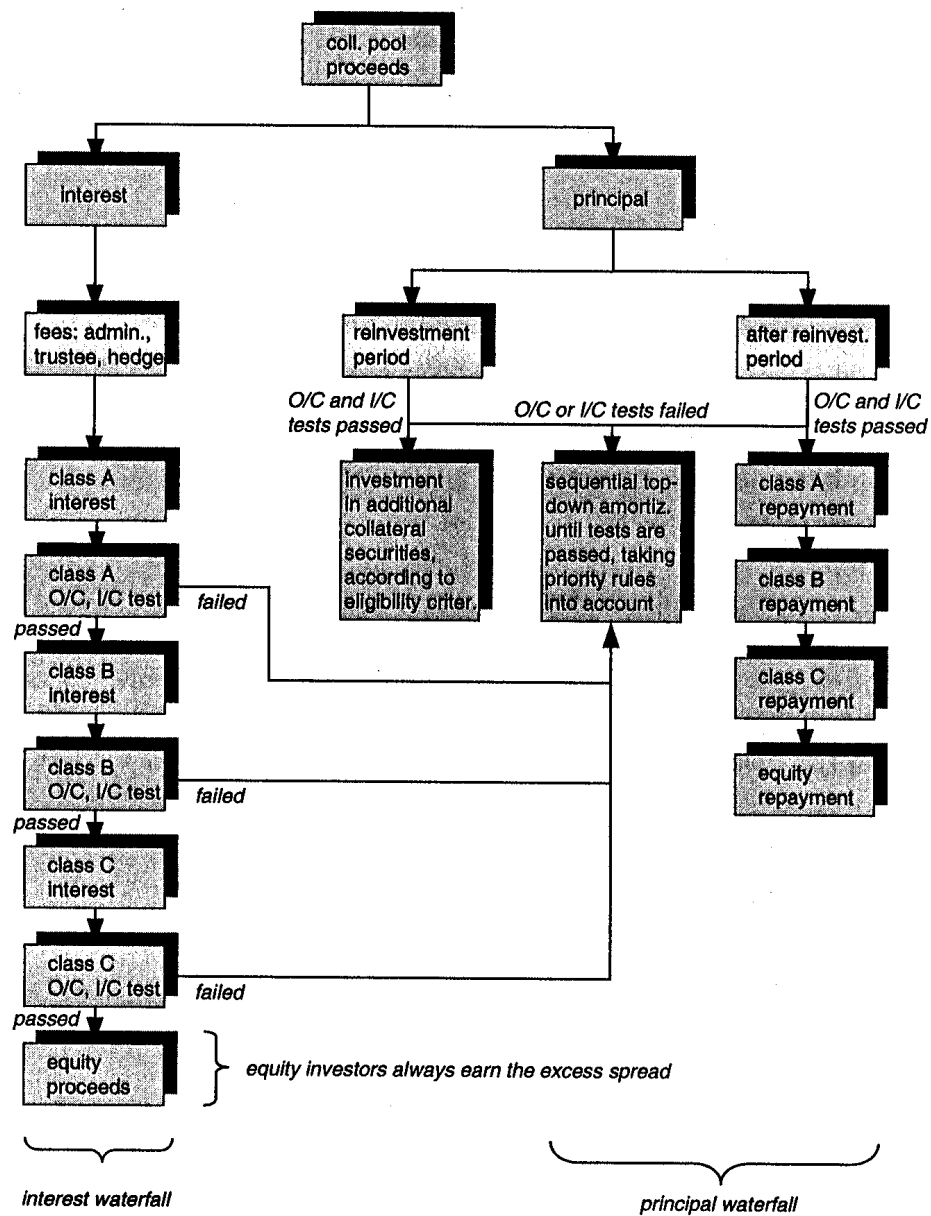 coll. pool
proceeds
interest
principal
fees: admin.,
trustee, hedge
reinvestment
period
after reinvest.
period
O/C and I/C
tests passed
O/C or I/C tests failed
O/C and I/C
tests passed
class A
interest
investment
in additional
collateral
securities,
according to
eligibility criter.
sequential top-
down amortiz.
until tests are
passed, taking
priority rules
into account
class A
repayment
class A
O/C, I/C test
failed
passed
class B
repayment
class B
interest
class C
repayment
class B
O/C, I/C test
failed
passed
equity
repayment
class C
interest
class C
O/C, I/C test
failed
passed
equity
proceeds
equity investors always earn the excess spread
interest waterfall
principal waterfall